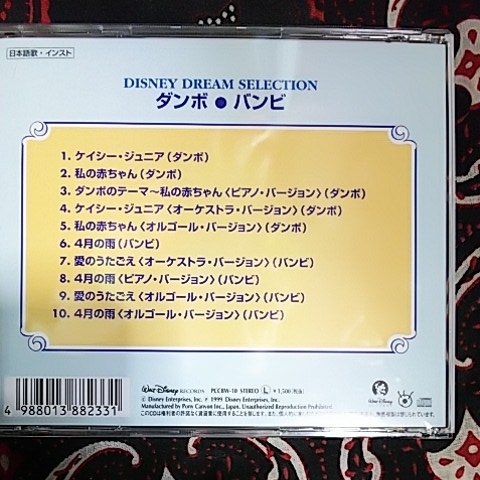 日本語歌・インスト
DISNEY DREAM SELECTION
ダンボ ● バンビ
1. ケイシー・ジュニア（ダンボ）
2. 私の赤ちゃん（ダンボ）
3. ダンボのテーマ～私の赤ちゃん〈ピアノ・バージョン〉（ダンボ）
4. ケイシー・ジュニア〈オーケストラ・バージョン〉（ダンボ）
5. 私の赤ちゃん〈オルゴール・バージョン〉（ダンボ）
6. 4月の雨（バンビ）
7. 愛のうたごえ〈オーケストラ・バージョン〉（バンビ）
8. 4月の雨〈ピアノ・バージョン〉（バンビ）
9. 愛のうたごえ〈オルゴール・バージョン〉（バンビ）
10. 4月の雨〈オルゴール・バージョン〉（バンビ）
Walt Disney RECORDS PCCBW-10 STEREO L ¥1,500(税抜)
© Disney Enterprises, Inc. ℗ 1999 Disney Enterprises, Inc.
Manufactured by Pony Canyon Inc., Japan. Unauthorized Reproduction Prohibited.
4 988013 882331